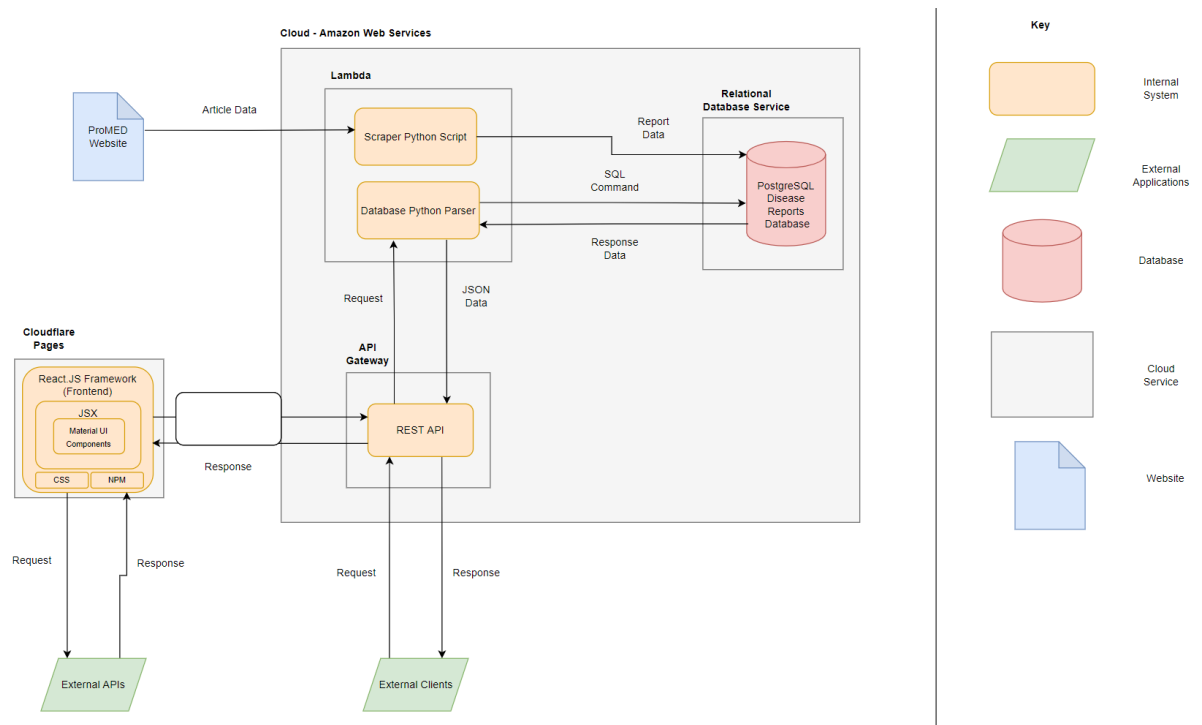 Cloud - Amazon Web Services
Lambda
Relational
Database Service
ProMED
Website
Article Data
Scraper Python Script
Report
Data
Database Python Parser
SQL
Command
PostgreSQL
Disease
Reports
Database
Response
Data
Request
JSON
Data
Cloudflare
Pages
React.JS Framework
(Frontend)
JSX
Material UI
Components
CSS
NPM
API
Gateway
REST API
Response
Request
Response
Request
Response
External APIs
External Clients
Key
Internal
System
External
Applications
Database
Cloud
Service
Website